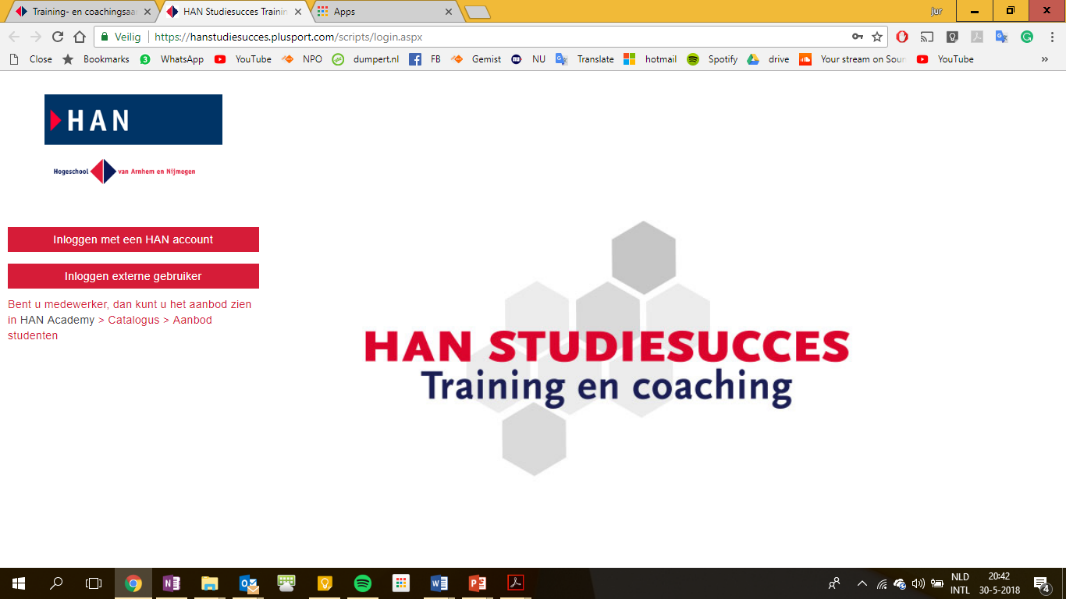 Training- en coachingsaa
HAN Studiesucces Trainin
Apps
jur
Veilig
https://hanstudiesucces.plusport.com/scripts/login.aspx
Close
Bookmarks
WhatsApp
YouTube
NPO
dumpert.nl
FB
Gemist
NU
Translate
hotmail
Spotify
drive
Your stream on Soun
YouTube
»
HAN
Hogeschool van Arnhem en Nijmegen
Inloggen met een HAN account
Inloggen externe gebruiker
Bent u medewerker, dan kunt u het aanbod zien
in HAN Academy > Catalogus > Aanbod
studenten
HAN STUDIESUCCES
Training en coaching
NLD
INTL
20:42
30-5-2018
4